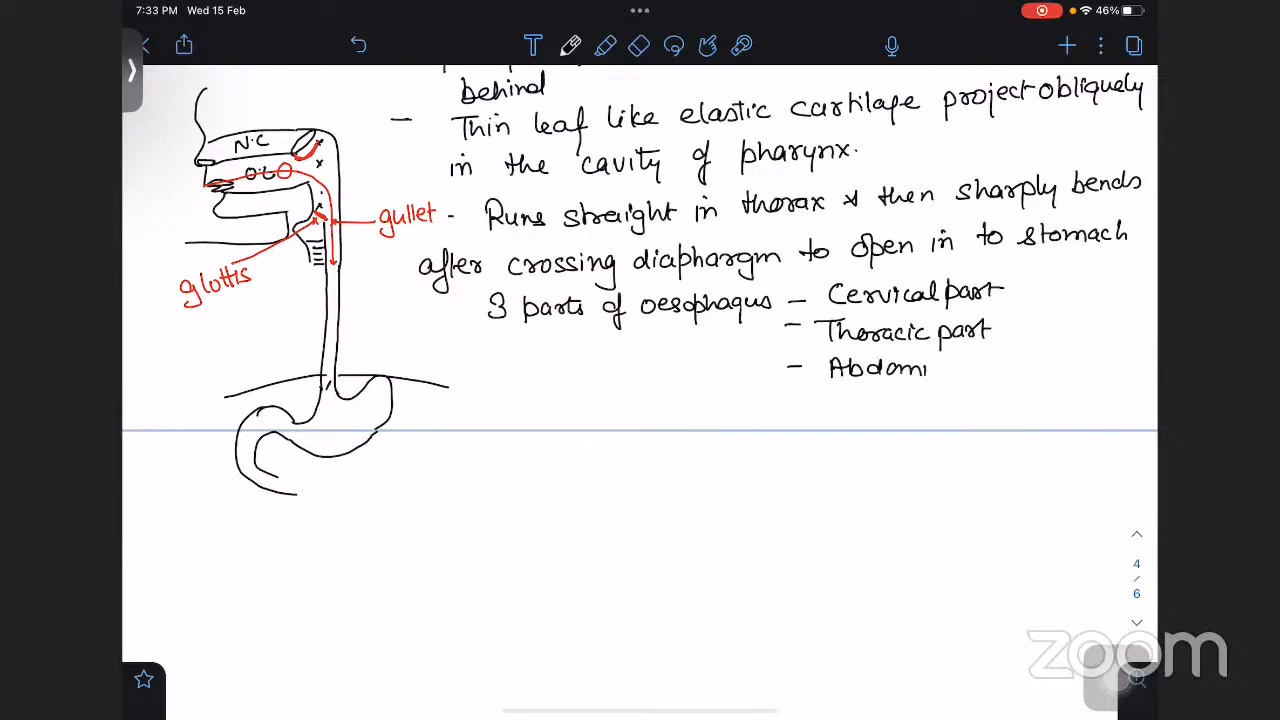 7:33 PM Wed 15 Feb
46%
behind
N.C
— Thin leaf like elastic cartilage project obliquely
in the cavity of pharynx.
gullet - Runs straight in thorax & then sharply bends
after crossing diaphargm to open in to stomach
glottis
3 parts of oesophagus – Cervical part
– Thoracic part
– Abdomi
4
/
6
zoom